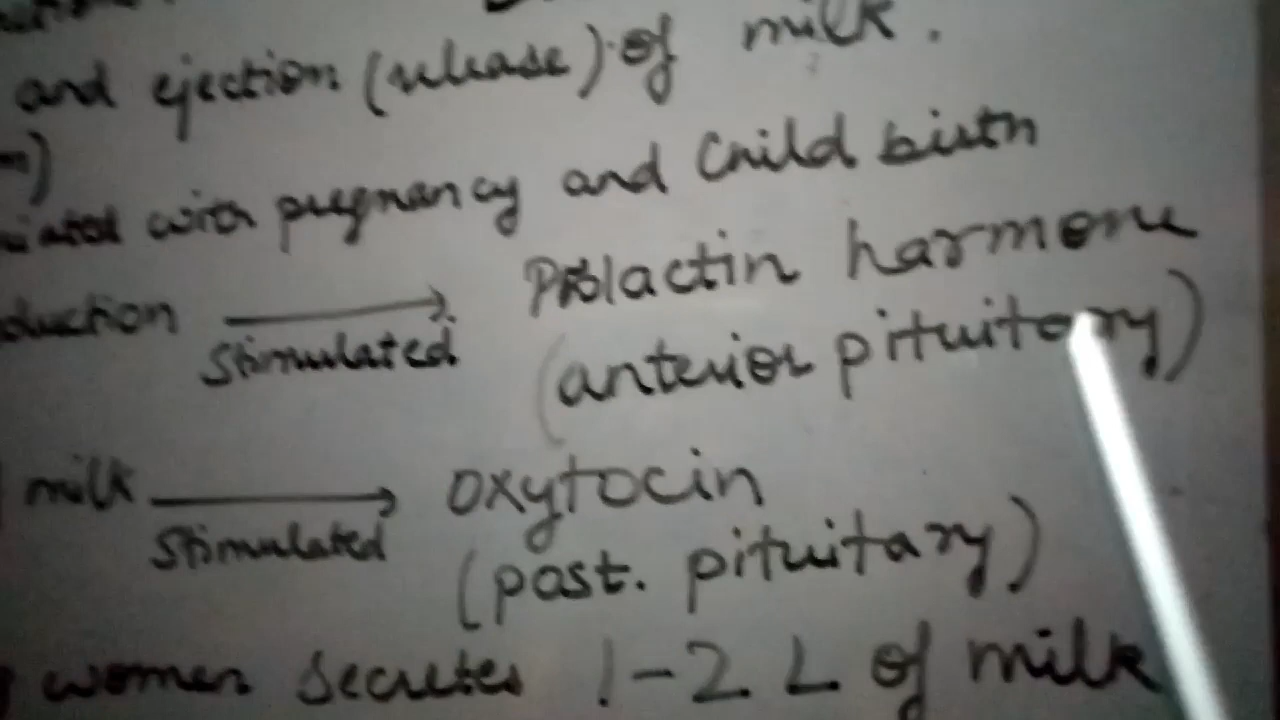 and ejection (release) of milk.
with pregnancy and Child birth
Prolactin harmone
Stimulated
(anterior pituitory)
milk oxytocin
Stimulated
(post. pituitary)
women secretes 1-2 L of milk